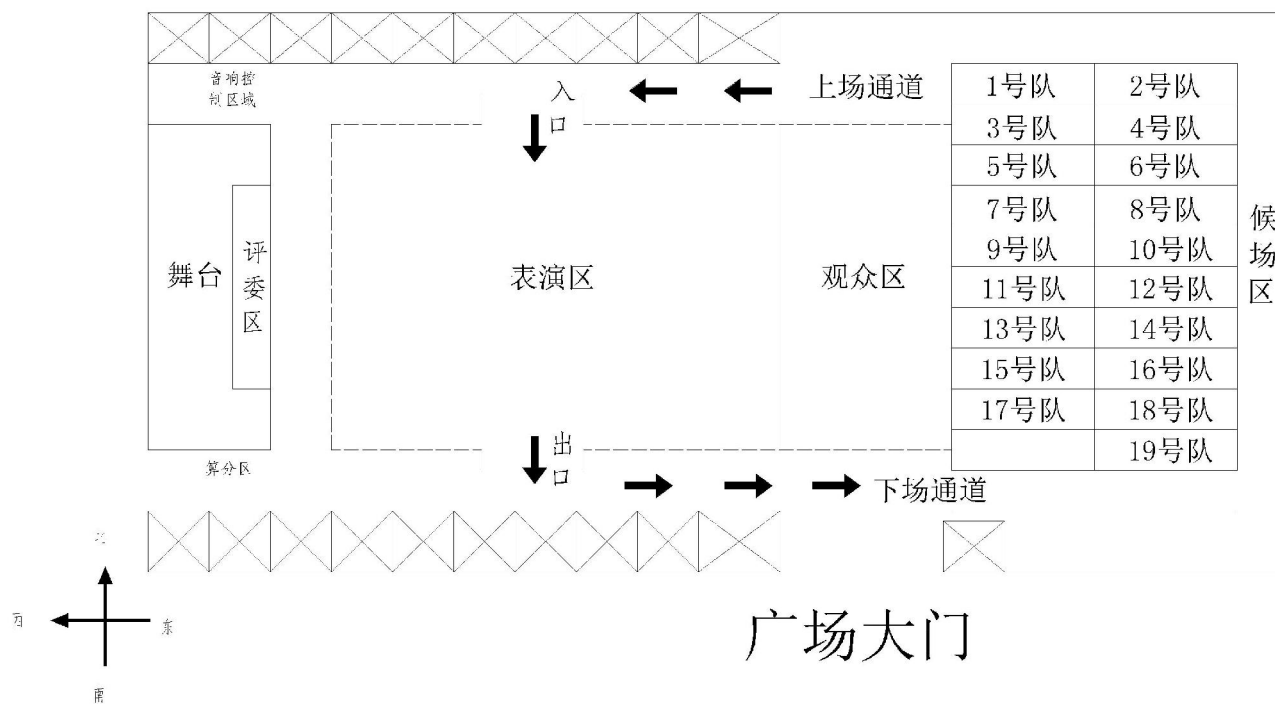 音响控
制区域
入口
上场通道
1号队 2号队
3号队 4号队
5号队 6号队
7号队 8号队
9号队 10号队
11号队 12号队
13号队 14号队
15号队 16号队
17号队 18号队
19号队
候场区
舞台
评委区
表演区
观众区
出口
算分区
下场通道
北
西
东
南
广场大门